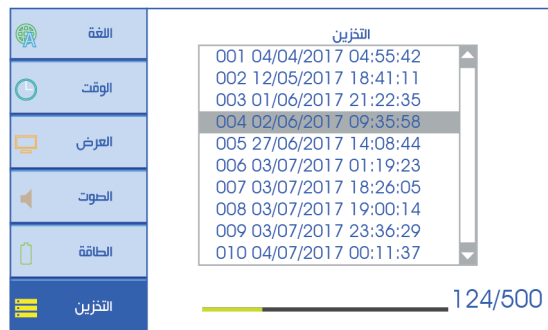 اللغة
الوقت
العرض
الصوت
الطاقة
التخزين
التخزين
001 04/04/2017 04:55:42
002 12/05/2017 18:41:11
003 01/06/2017 21:22:35
004 02/06/2017 09:35:58
005 27/06/2017 14:08:44
006 03/07/2017 01:19:23
007 03/07/2017 18:26:05
008 03/07/2017 19:00:14
009 03/07/2017 23:36:29
010 04/07/2017 00:11:37
124/500